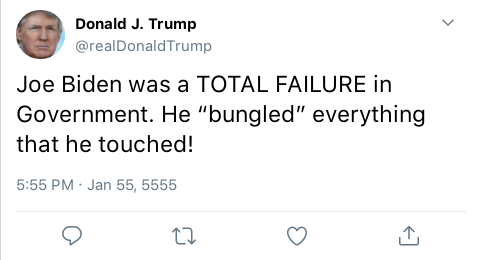 Donald J. Trump
@realDonaldTrump
Joe Biden was a TOTAL FAILURE in
Government. He “bungled” everything
that he touched!
5:55 PM · Jan 55, 5555